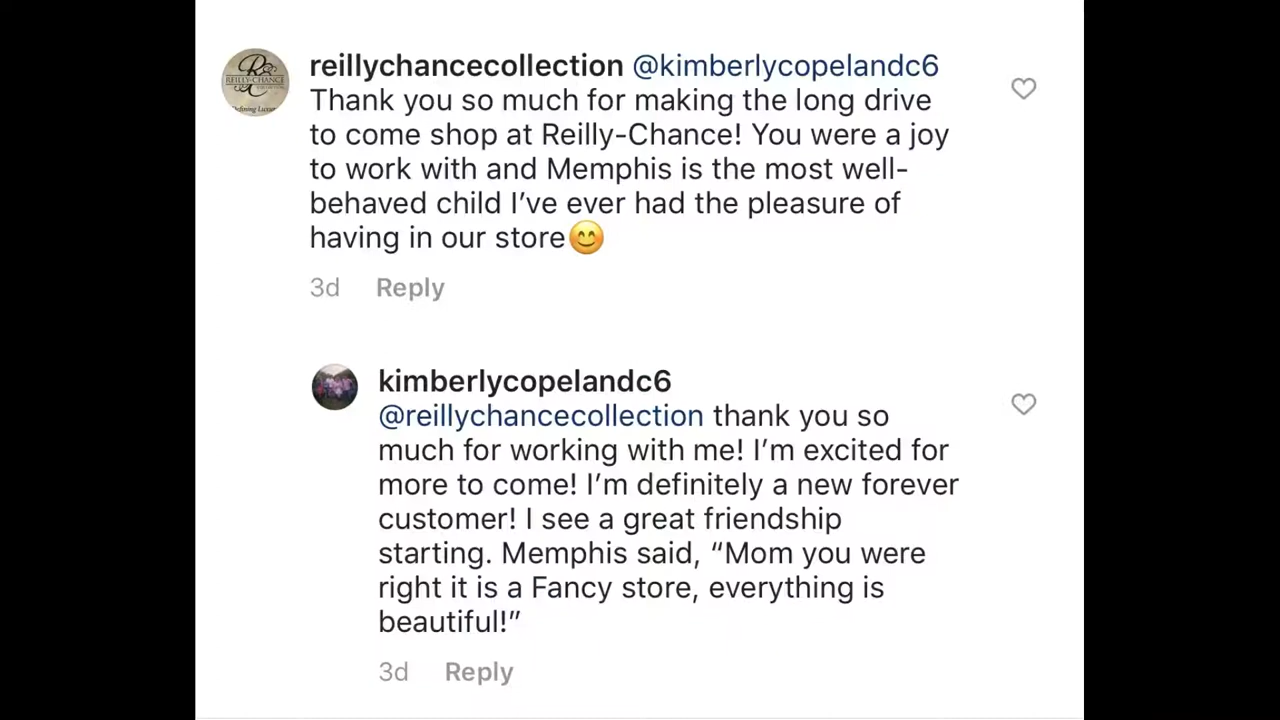 reillychancecollection @kimberlycopelandc6
Thank you so much for making the long drive
to come shop at Reilly-Chance! You were a joy
to work with and Memphis is the most well-
behaved child I’ve ever had the pleasure of
having in our store😊
3d Reply
kimberlycopelandc6
@reillychancecollection thank you so
much for working with me! I’m excited for
more to come! I’m definitely a new forever
customer! I see a great friendship
starting. Memphis said, “Mom you were
right it is a Fancy store, everything is
beautiful!”
3d Reply
REILLY-CHANCE